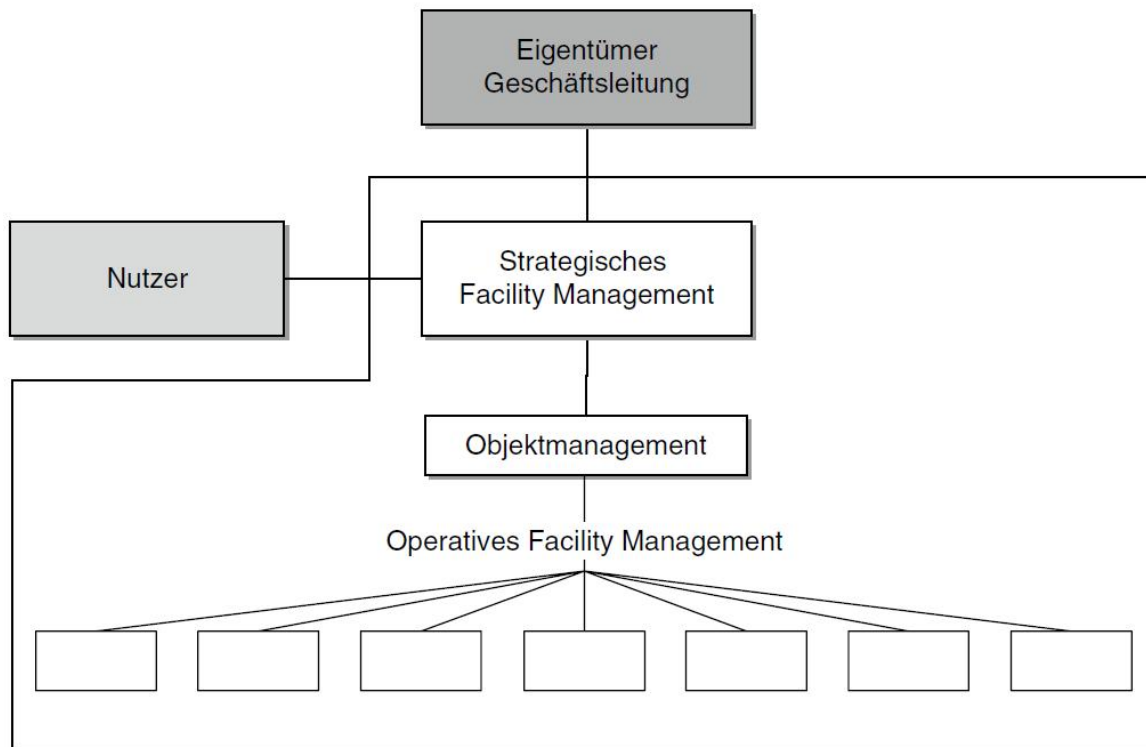 Eigentümer
Geschäftsleitung
Nutzer
Strategisches
Facility Management
Objektmanagement
Operatives Facility Management